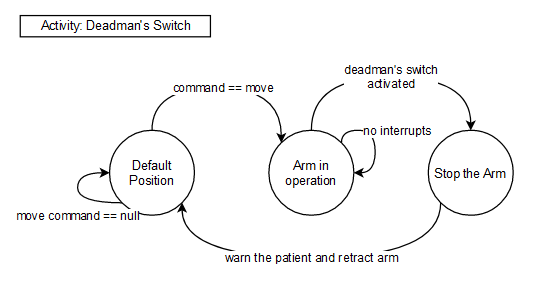 Activity: Deadman's Switch
deadman's switch
activated
command == move
no interrupts
Default
Position
Arm in
operation
Stop the Arm
move command == null
warn the patient and retract arm